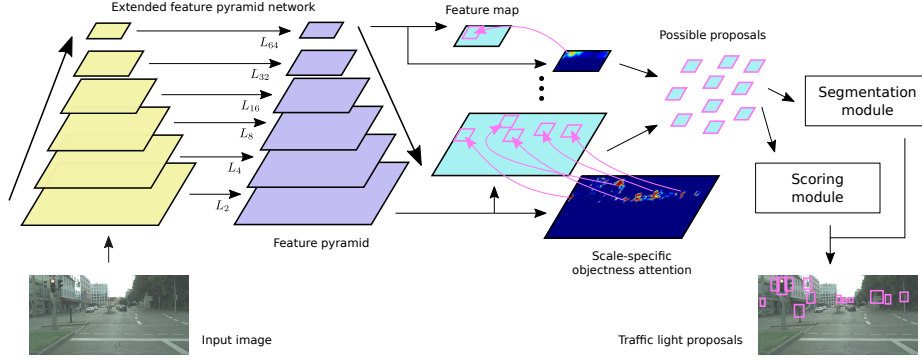 Extended feature pyramid network
Feature map
Possible proposals
L64
L32
L16
L8
L4
L2
Segmentation
module
Scoring
module
Feature pyramid
Scale-specific
objectness attention
Input image
Traffic light proposals